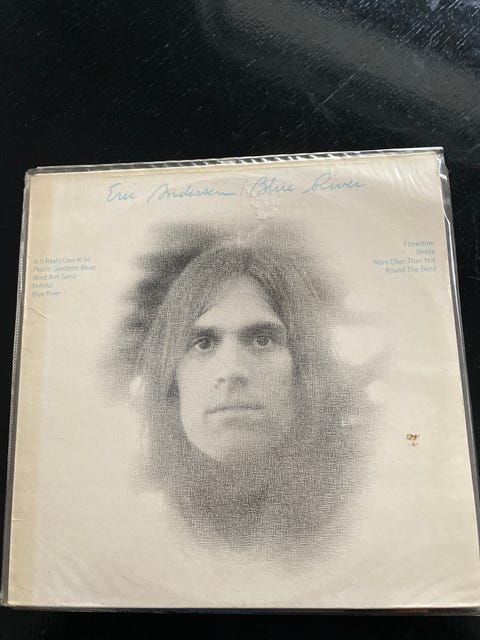 Eric Andersen / Blue River
Is It Really Love At All
Pearl's Goodtime Blues
Wind And Sand
Faithful
Blue River
Florentine
Sheila
More Often Than Not
Round The Bend